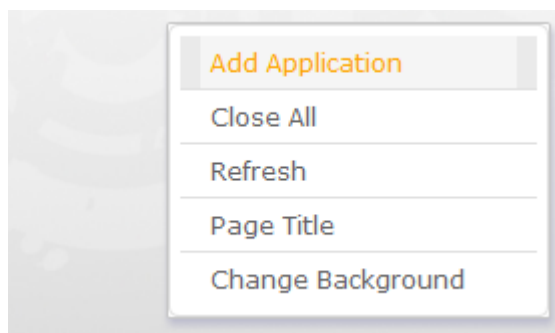 Add Application
Close All
Refresh
Page Title
Change Background